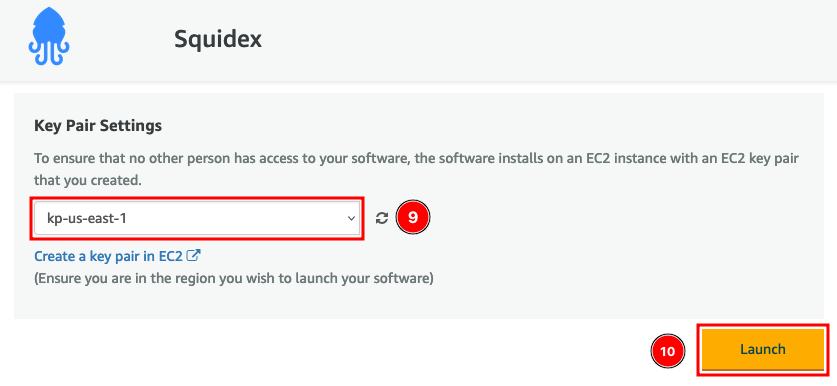 Squidex
Key Pair Settings
To ensure that no other person has access to your software, the software installs on an EC2 instance with an EC2 key pair
that you created.
kp-us-east-1
9
Create a key pair in EC2
(Ensure you are in the region you wish to launch your software)
10
Launch